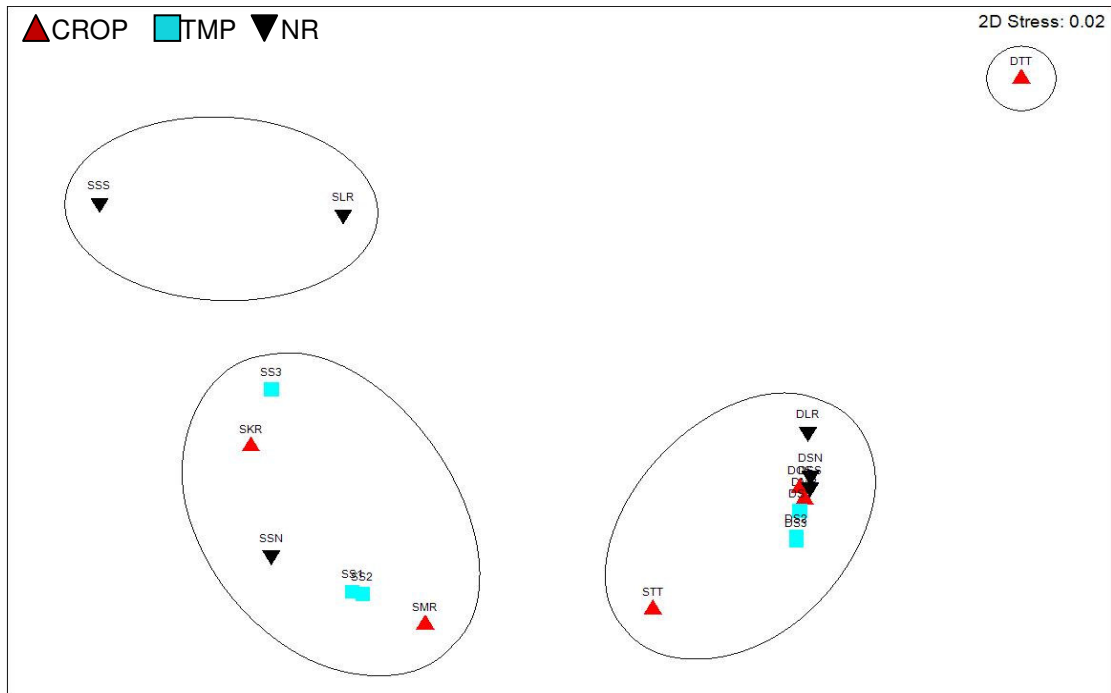 CROP TMP NR
2D Stress: 0.02
DTT
SSS
SLR
SS3
SKR
DLR
DSN
SSN
DS2
DS3
SS1
SS2
STT
SMR